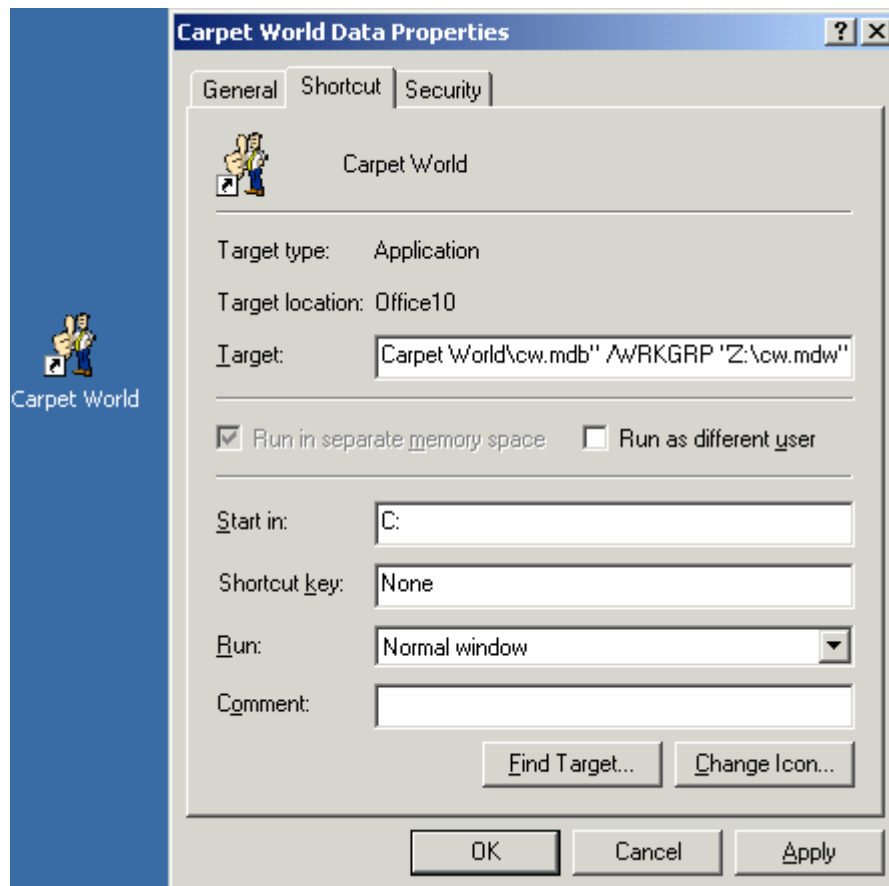 Carpet World Data Properties
General Shortcut Security
Carpet World
Target type: Application
Target location: Office10
Target: Carpet World\cw.mdb" /WRKGRP "Z:\cw.mdw"
Carpet World
Run in separate memory space Run as different user
Start in: C:
Shortcut key: None
Run: Normal window
Comment:
Find Target... Change Icon...
OK Cancel Apply